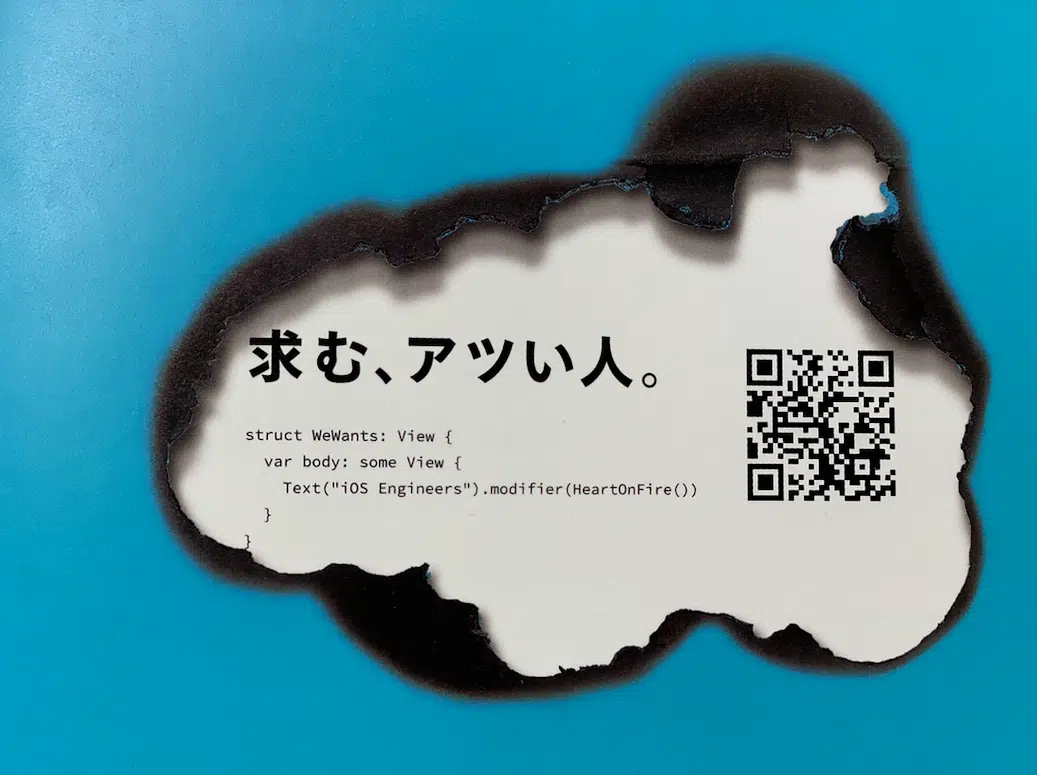 求む、アツい人。
struct WeWants: View {
  var body: some View {
    Text("iOS Engineers").modifier(HeartOnFire())
  }
}